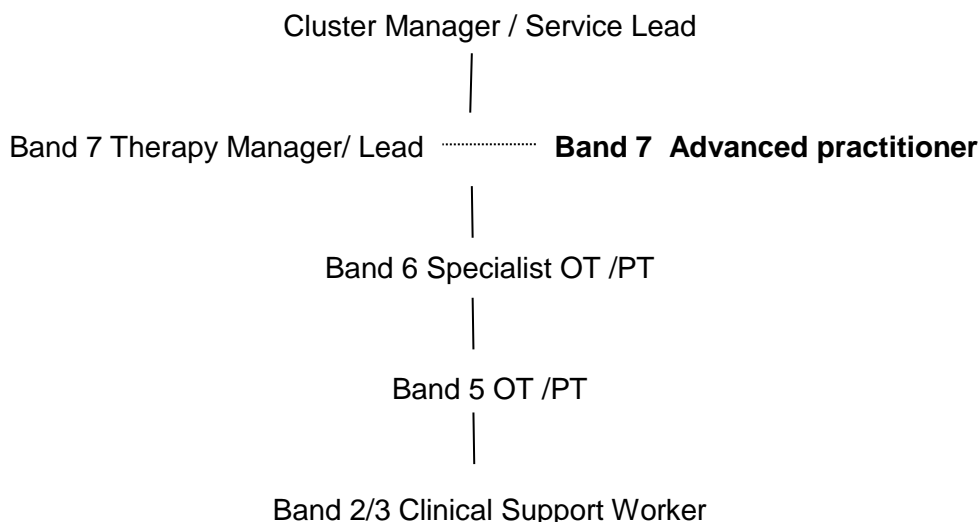 Cluster Manager / Service Lead
Band 7 Therapy Manager/ Lead Band 7 Advanced practitioner
Band 6 Specialist OT /PT
Band 5 OT /PT
Band 2/3 Clinical Support Worker